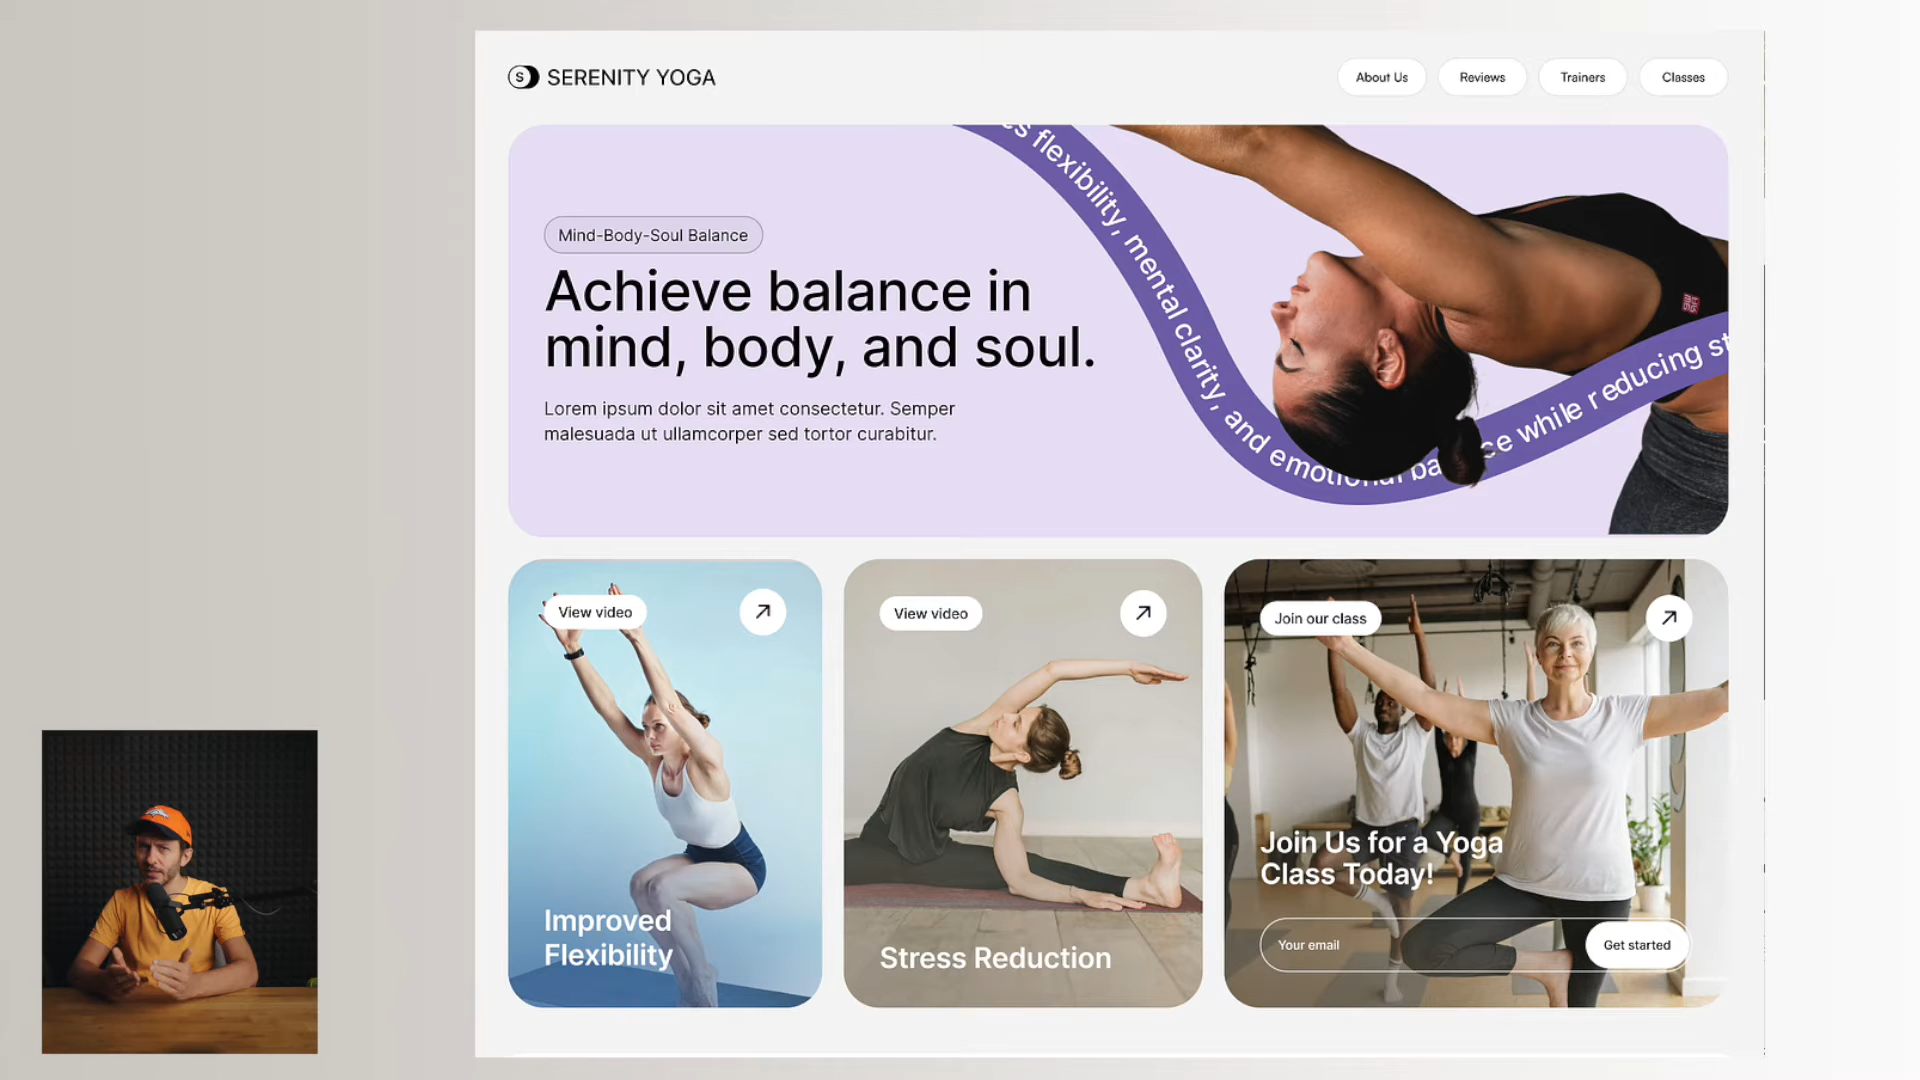 S SERENITY YOGA
About Us
Reviews
Trainers
Classes
Mind-Body-Soul Balance
Achieve balance in
mind, body, and soul.
Lorem ipsum dolor sit amet consectetur. Semper
malesuada ut ullamcorper sed tortor curabitur.
flexibility, mental clarity, and emotional while reducing
View video
Improved
Flexibility
View video
Stress Reduction
Join our class
Join Us for a Yoga
Class Today!
Your email
Get started